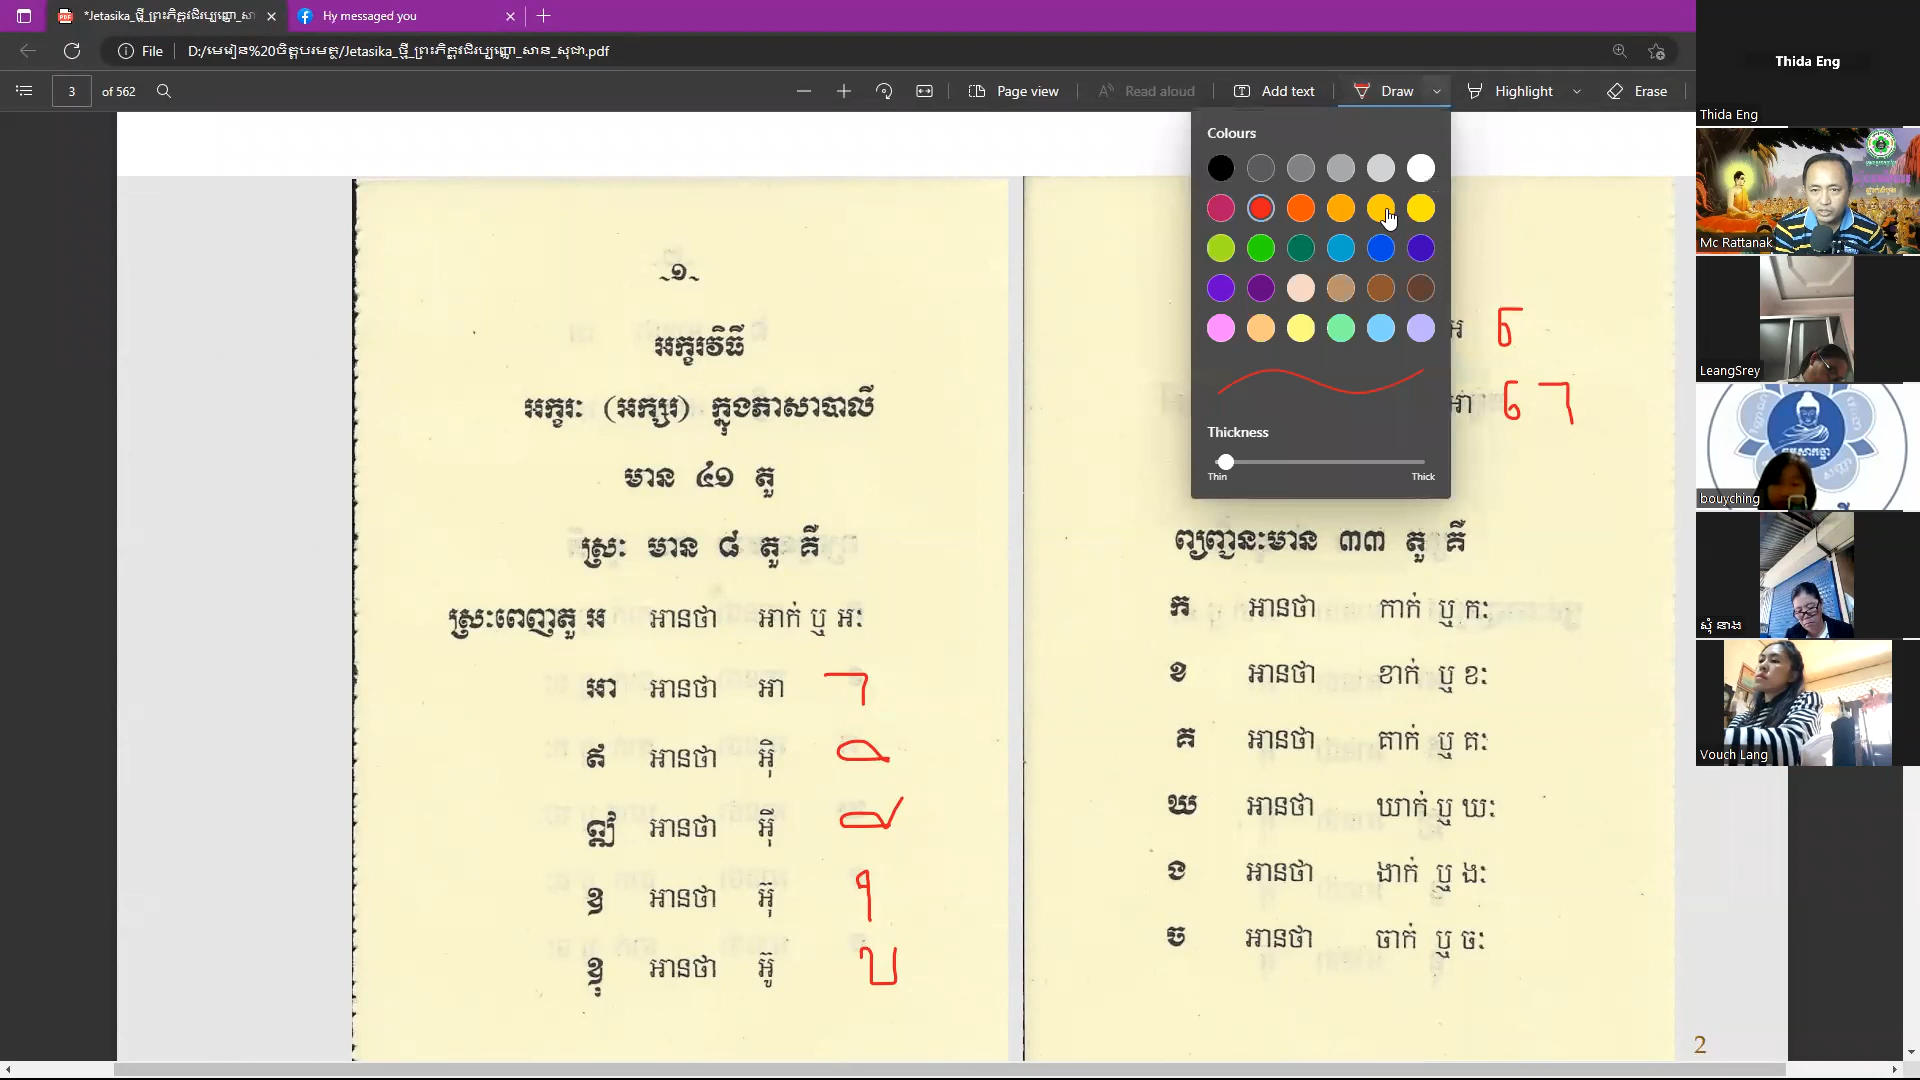 *Jetasika_ថ្មី_ព្រះភិក្ខុវជិរប្បញ្ញោ_សា
Hy messaged you
File
D:/មេរៀន%20ចិត្តបរមត្ថ/Jetasika_ថ្មី_ព្រះភិក្ខុវជិរប្បញ្ញោ_សាន_សុជា.pdf
3 of 562
Page view
Read aloud
Add text
Draw
Highlight
Erase
Colours
Thickness
Thin
Thick
-១-
អក្ខរវិធី
អក្ខរៈ (អក្សរ) ក្នុងភាសាបាលី
មាន ៤១ តួ
ស្រៈ មាន ៨ តួ គឺ
ស្រៈពេញតួ អ អានថា អាក់ ឬ អៈ
អា អានថា អា ា
ឥ អានថា អ៊ិ ិ
ឦ អានថា អ៊ី ី
ឧ អានថា អ៊ុ ុ
ឩ អានថា អ៊ូ ូ
េ
ោ
ព្យញ្ជនៈមាន ៣៣ តួ គឺ
ក អានថា កាក់ ឬ កៈ
ខ អានថា ខាក់ ឬ ខៈ
គ អានថា គាក់ ឬ គៈ
ឃ អានថា ឃាក់ ឬ ឃៈ
ង អានថា ងាក់ ឬ ងៈ
ច អានថា ចាក់ ឬ ចៈ
2
Thida Eng
Thida Eng
Mc Rattanak
LeangSrey
bouyching
ស៊ុំ នាង
Vouch Lang